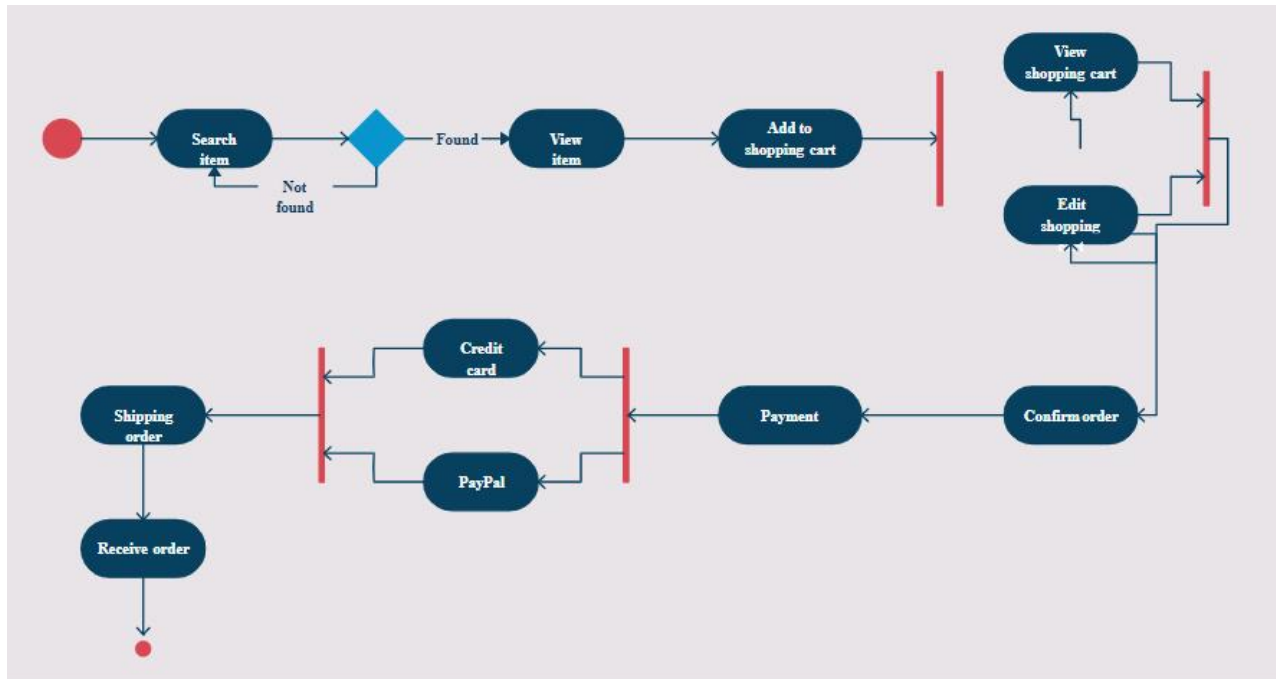 View
shopping cart
Search
item
Found
View
item
Add to
shopping cart
Not
found
Edit
shopping
Credit
card
Shipping
order
Payment
Confirm order
PayPal
Receive order